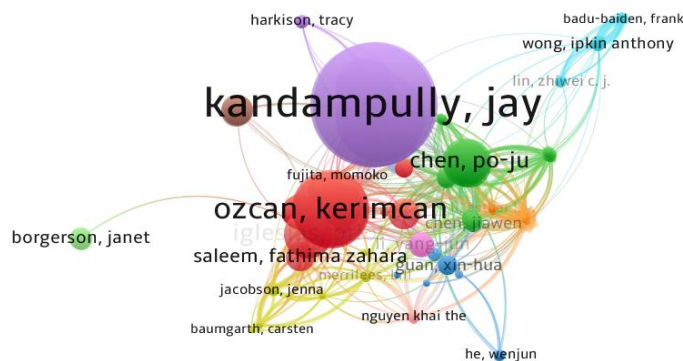 harkison, tracy
badu-baiden, frank
wong, ipkin anthony
lin, zhiwei c. j.
kandampully, jay
chen, po-ju
fujita, momoko
ozcan, kerimcan
chen, jiawen
borgerson, janet
saleem, fathima zahara
guan, xin-hua
merrilees, bill
jacobson, jenna
nguyen khai the
baumgarth, carsten
he, wenjun